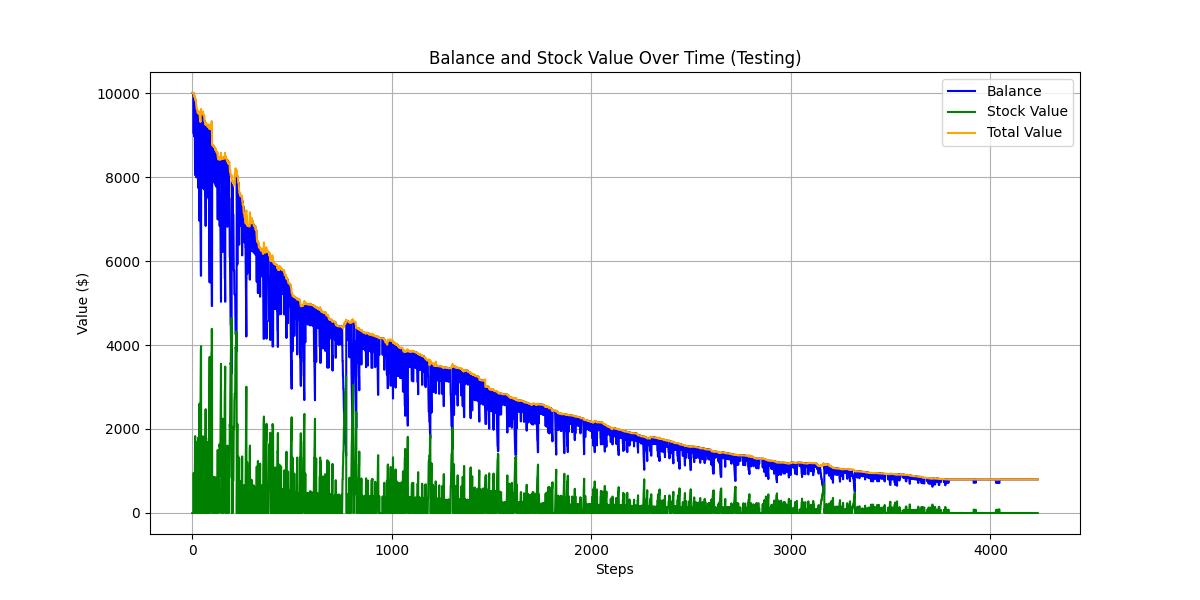 Balance and Stock Value Over Time (Testing)
Balance
Stock Value
Total Value
10000
8000
6000
4000
2000
0
Value ($)
0 1000 2000 3000 4000
Steps